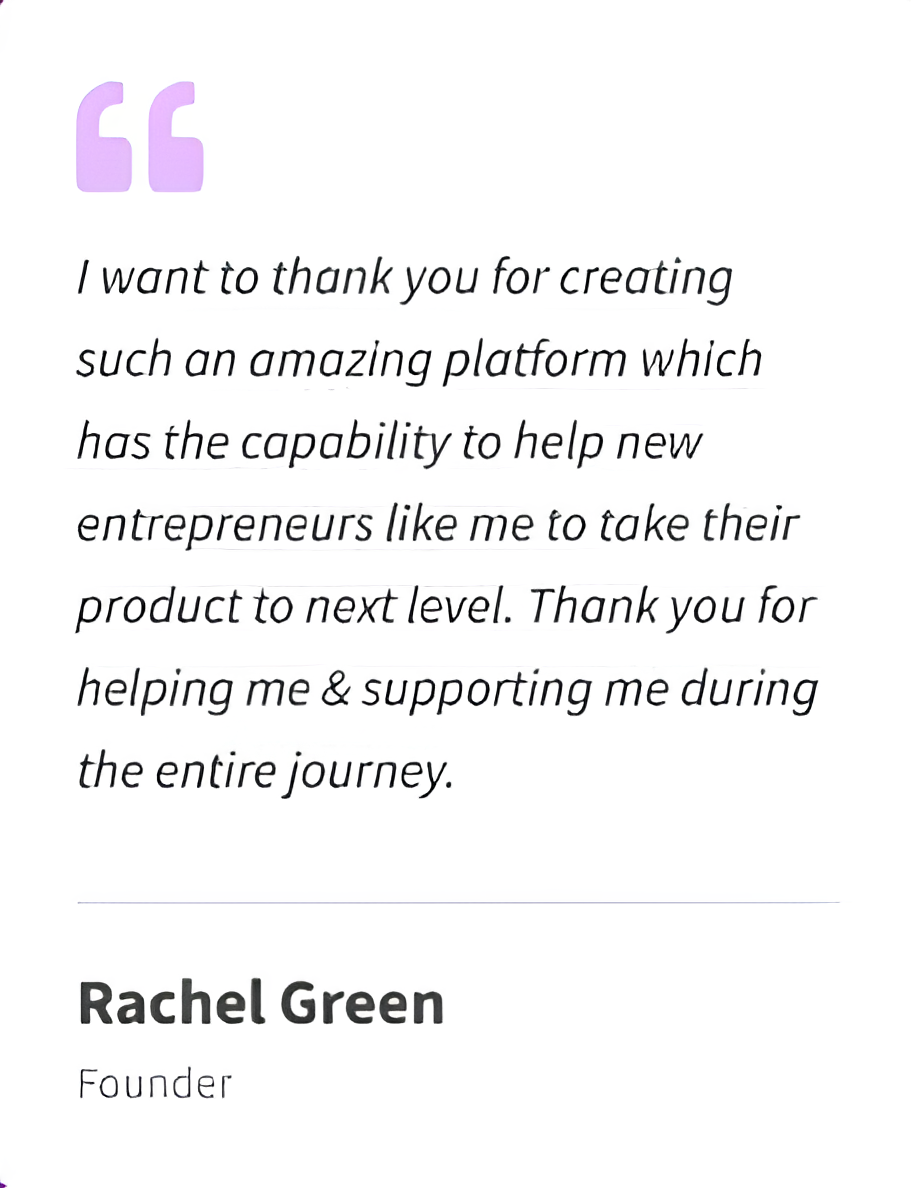 I want to thank you for creating
such an amazing platform which
has the capability to help new
entrepreneurs like me to take their
product to next level. Thank you for
helping me & supporting me during
the entire journey.
Rachel Green
Founder